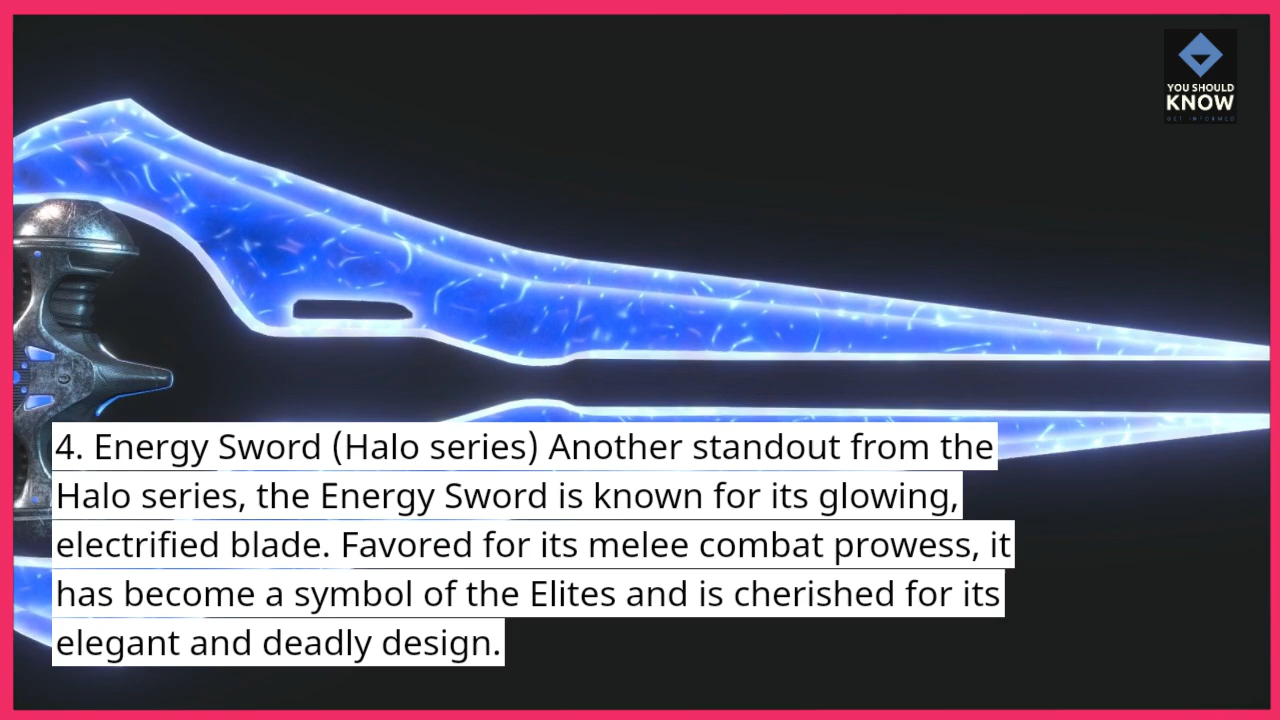 YOU SHOULD
KNOW
GET INFORMED
4. Energy Sword (Halo series) Another standout from the
Halo series, the Energy Sword is known for its glowing,
electrified blade. Favored for its melee combat prowess, it
has become a symbol of the Elites and is cherished for its
elegant and deadly design.